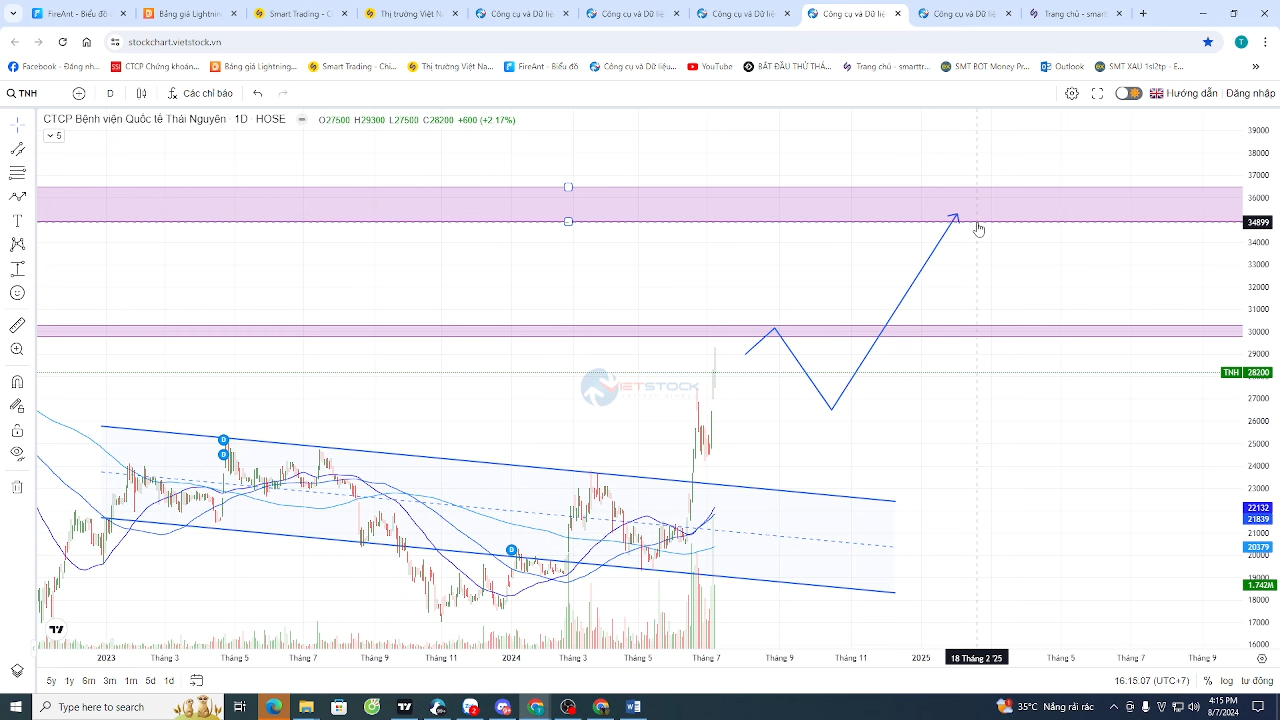 FireAnt - Biểu đồ
Bảng giá Lightning
Smart Trading - Chi
Thị trường Việt N
Công cụ và Dữ liệ
Công cụ và Dữ liệ
Công cụ và Dữ liệ
Công cụ và Dữ liệ
Trang chủ - smartt
stockchart.vietstock.vn
Facebook - Đăng nh...
CTCP Chứng khoán...
Bảng giá Lightning...
Smart Trading - Chi...
Thị trường Việt Na...
FireAnt - Biểu đồ...
Công cụ và Dữ liệu...
YouTube
BẮT ĐẦU THỬ THÁ...
Trang chủ - smarttr...
SMT BOT Money Pr...
Outlook
SMT XAU 1sl2tp - E...
TNH
D
Các chỉ báo
Hướng dẫn
Đăng nhập
CTCP Bệnh viện Quốc tế Thái Nguyên · 1D · HOSE
O27500 H29300 L27500 C28200 +600 (+2.17%)
5
39000
38000
37000
36000
34899
34000
33000
32000
31000
30000
29000
TNH 28200
27000
26000
25000
24000
23000
22132
21839
21000
20379
20000
19000
1.742M
18000
17000
16000
VIETSTOCK
D
D
D
2023
Tháng 3
Tháng 5
Tháng 7
Tháng 9
Tháng 11
2024
Tháng 3
Tháng 5
Tháng 7
Tháng 9
Tháng 11
2025
18 Tháng 2 '25
Tháng 5
Tháng 7
Tháng 9
5y 1y 6m 3m 1m 5d 1d
16:15:07 (UTC+7)
% log tự động
Type here to search
35°C Nắng rải rác
4:15 PM
8/7/2024